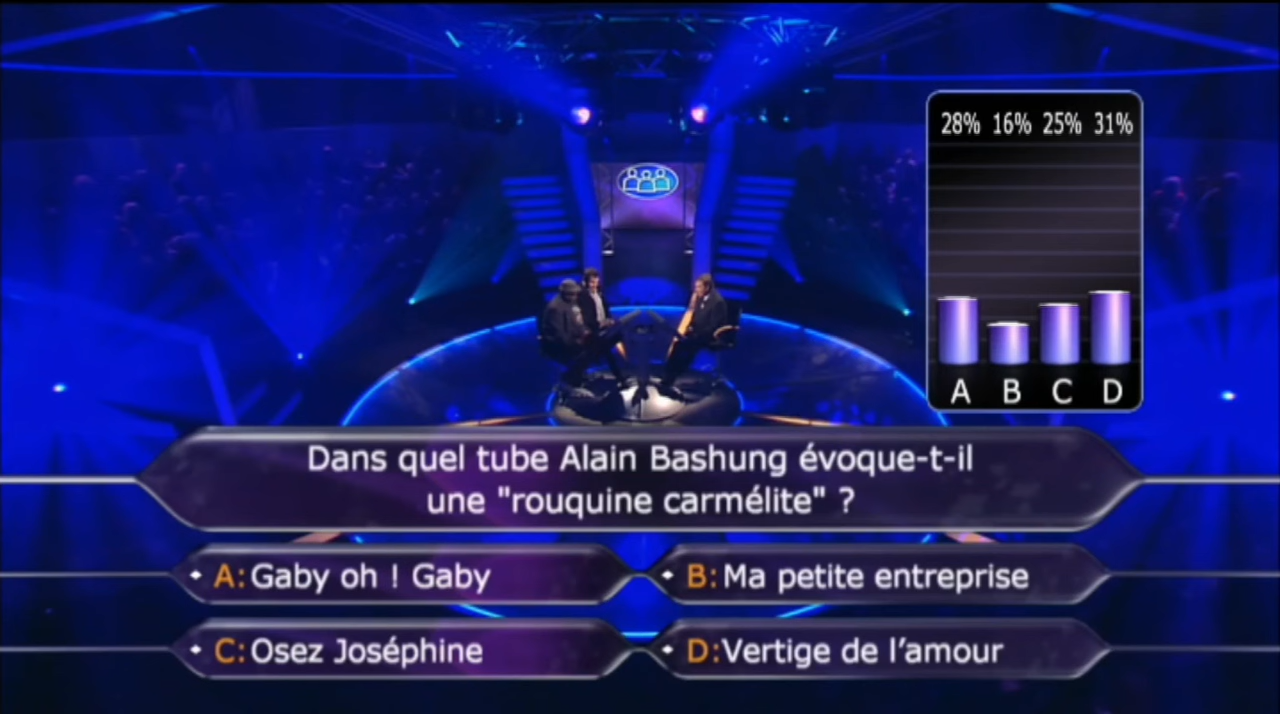 28% 16% 25% 31%
A B C D
Dans quel tube Alain Bashung évoque-t-il
une "rouquine carmélite" ?
A: Gaby oh ! Gaby
B: Ma petite entreprise
C: Osez Joséphine
D: Vertige de l’amour